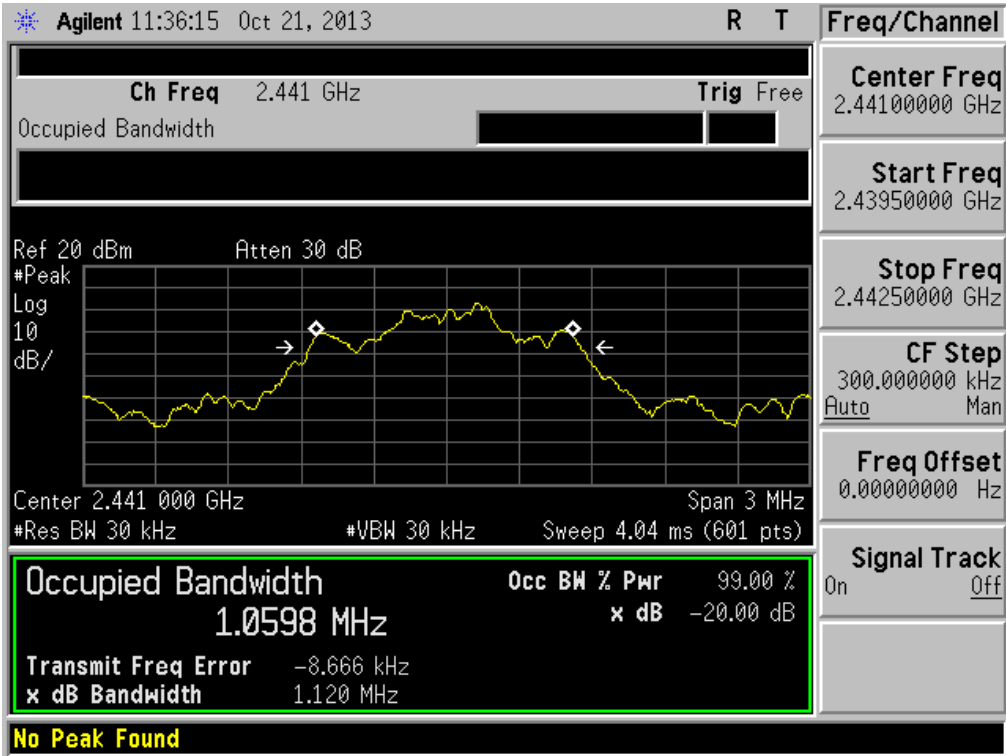 Agilent 11:36:15 Oct 21, 2013 R T
Freq/Channel
Ch Freq 2.441 GHz Trig Free
Occupied Bandwidth
Center Freq
2.44100000 GHz
Start Freq
2.43950000 GHz
Stop Freq
2.44250000 GHz
CF Step
300.000000 kHz
Auto Man
Freq Offset
0.00000000 Hz
Signal Track
On Off
Ref 20 dBm Atten 30 dB
#Peak
Log
10
dB/
Center 2.441 000 GHz Span 3 MHz
#Res BW 30 kHz #VBW 30 kHz Sweep 4.04 ms (601 pts)
Occupied Bandwidth
1.0598 MHz
Occ BW % Pwr 99.00 %
x dB -20.00 dB
Transmit Freq Error -8.666 kHz
x dB Bandwidth 1.120 MHz
No Peak Found